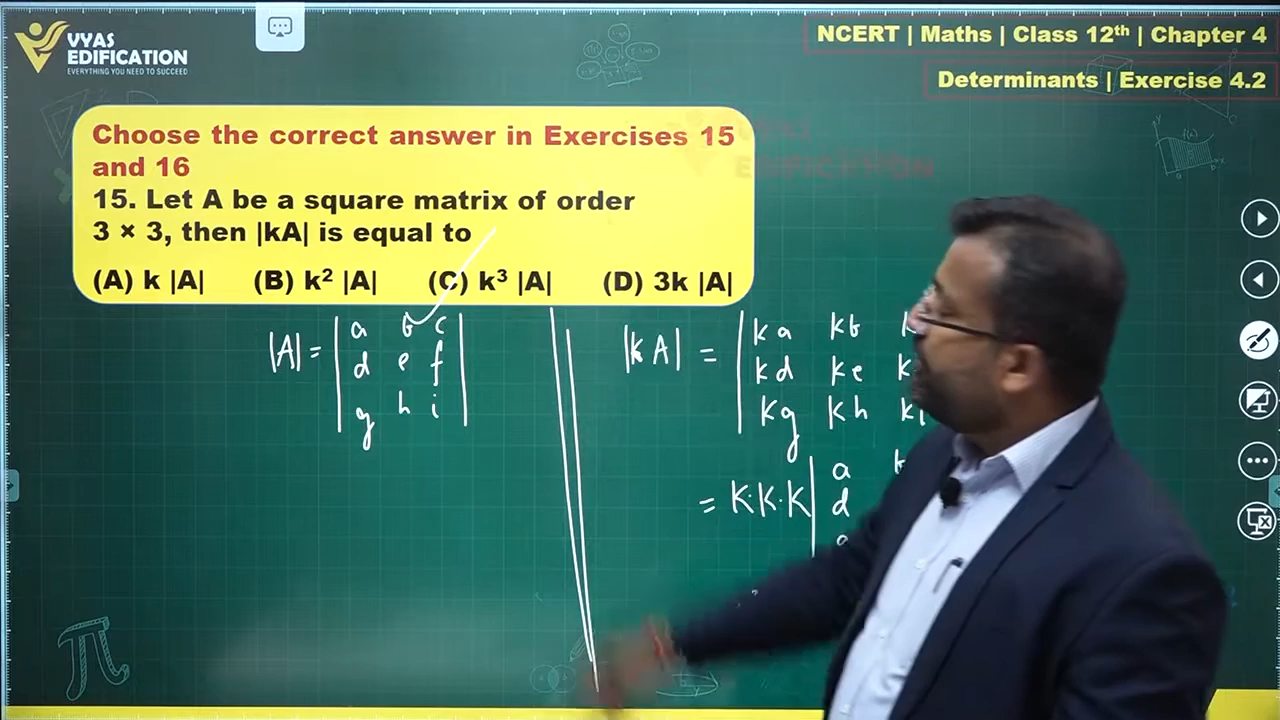 VYAS
EDIFICATION
EVERYTHING YOU NEED TO SUCCEED
NCERT | Maths | Class 12th | Chapter 4
Determinants | Exercise 4.2
Choose the correct answer in Exercises 15
and 16
15. Let A be a square matrix of order
3 × 3, then |kA| is equal to
(A) k |A| (B) k² |A| (C) k³ |A| (D) 3k |A|
|A| = | a b c |
| d e f |
| g h i |
|kA| = | ka kb
| kd ke
| kg kh
= K·K·K | a
| d